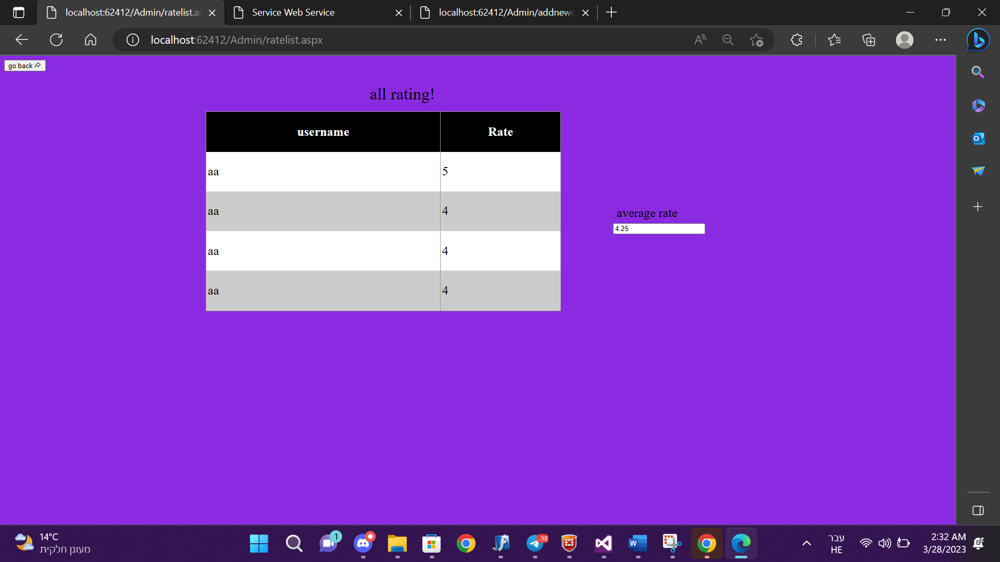 localhost:62412/Admin/ratelist.as
Service Web Service
localhost:62412/Admin/addnewc
localhost:62412/Admin/ratelist.aspx
go back
all rating!
username Rate
aa 5
aa 4
aa 4
aa 4
average rate
4.25
14°C
מעונן חלקית
1
..98
עבר
HE
2:32 AM
3/28/2023